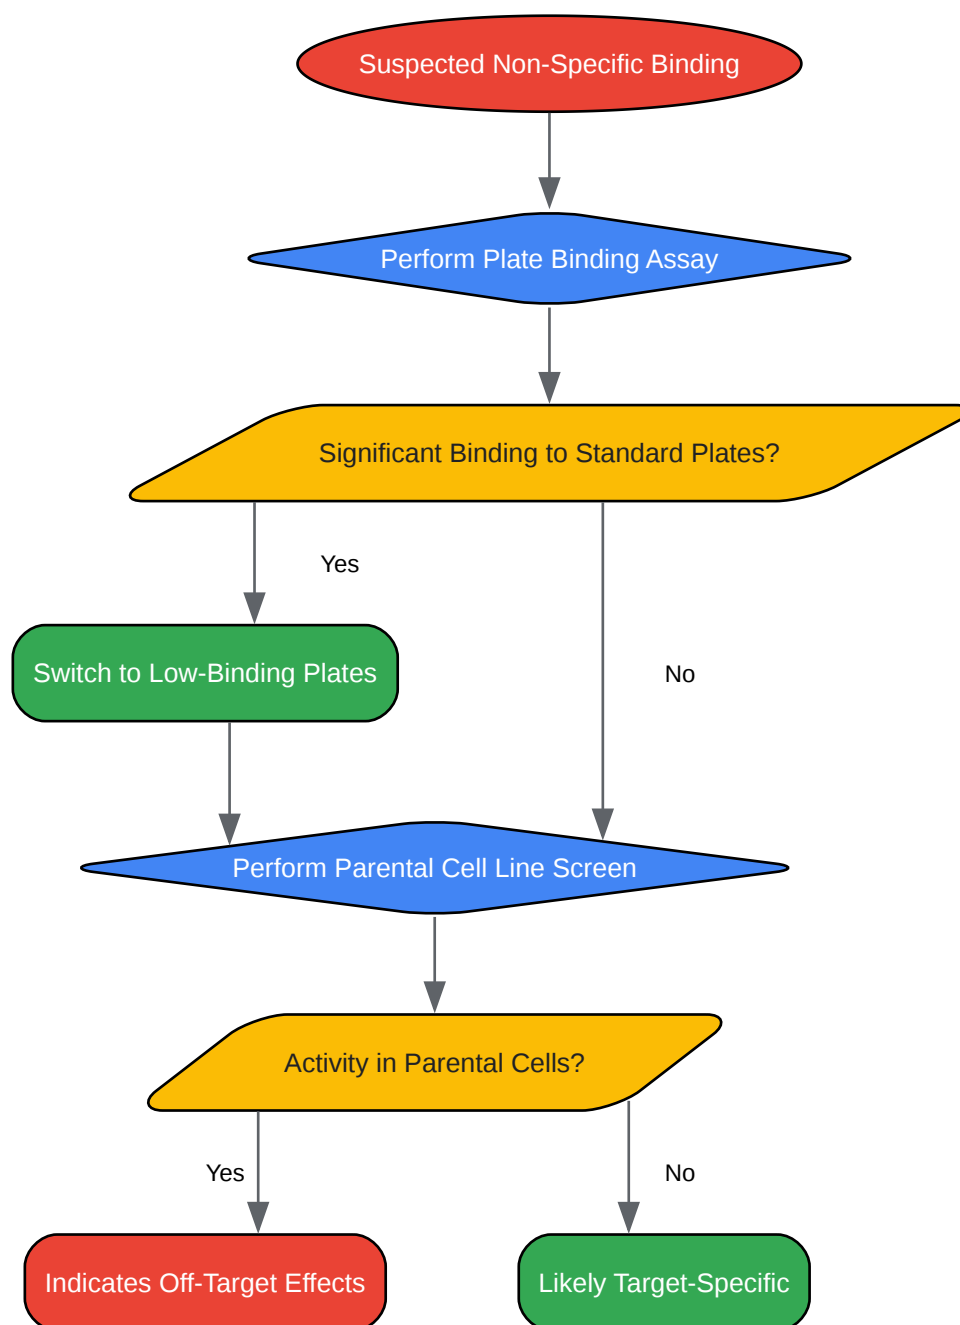 Suspected Non-Specific Binding
Perform Plate Binding Assay
Significant Binding to Standard Plates?
Yes
Switch to Low-Binding Plates
No
Perform Parental Cell Line Screen
Activity in Parental Cells?
Yes
No
Indicates Off-Target Effects
Likely Target-Specific